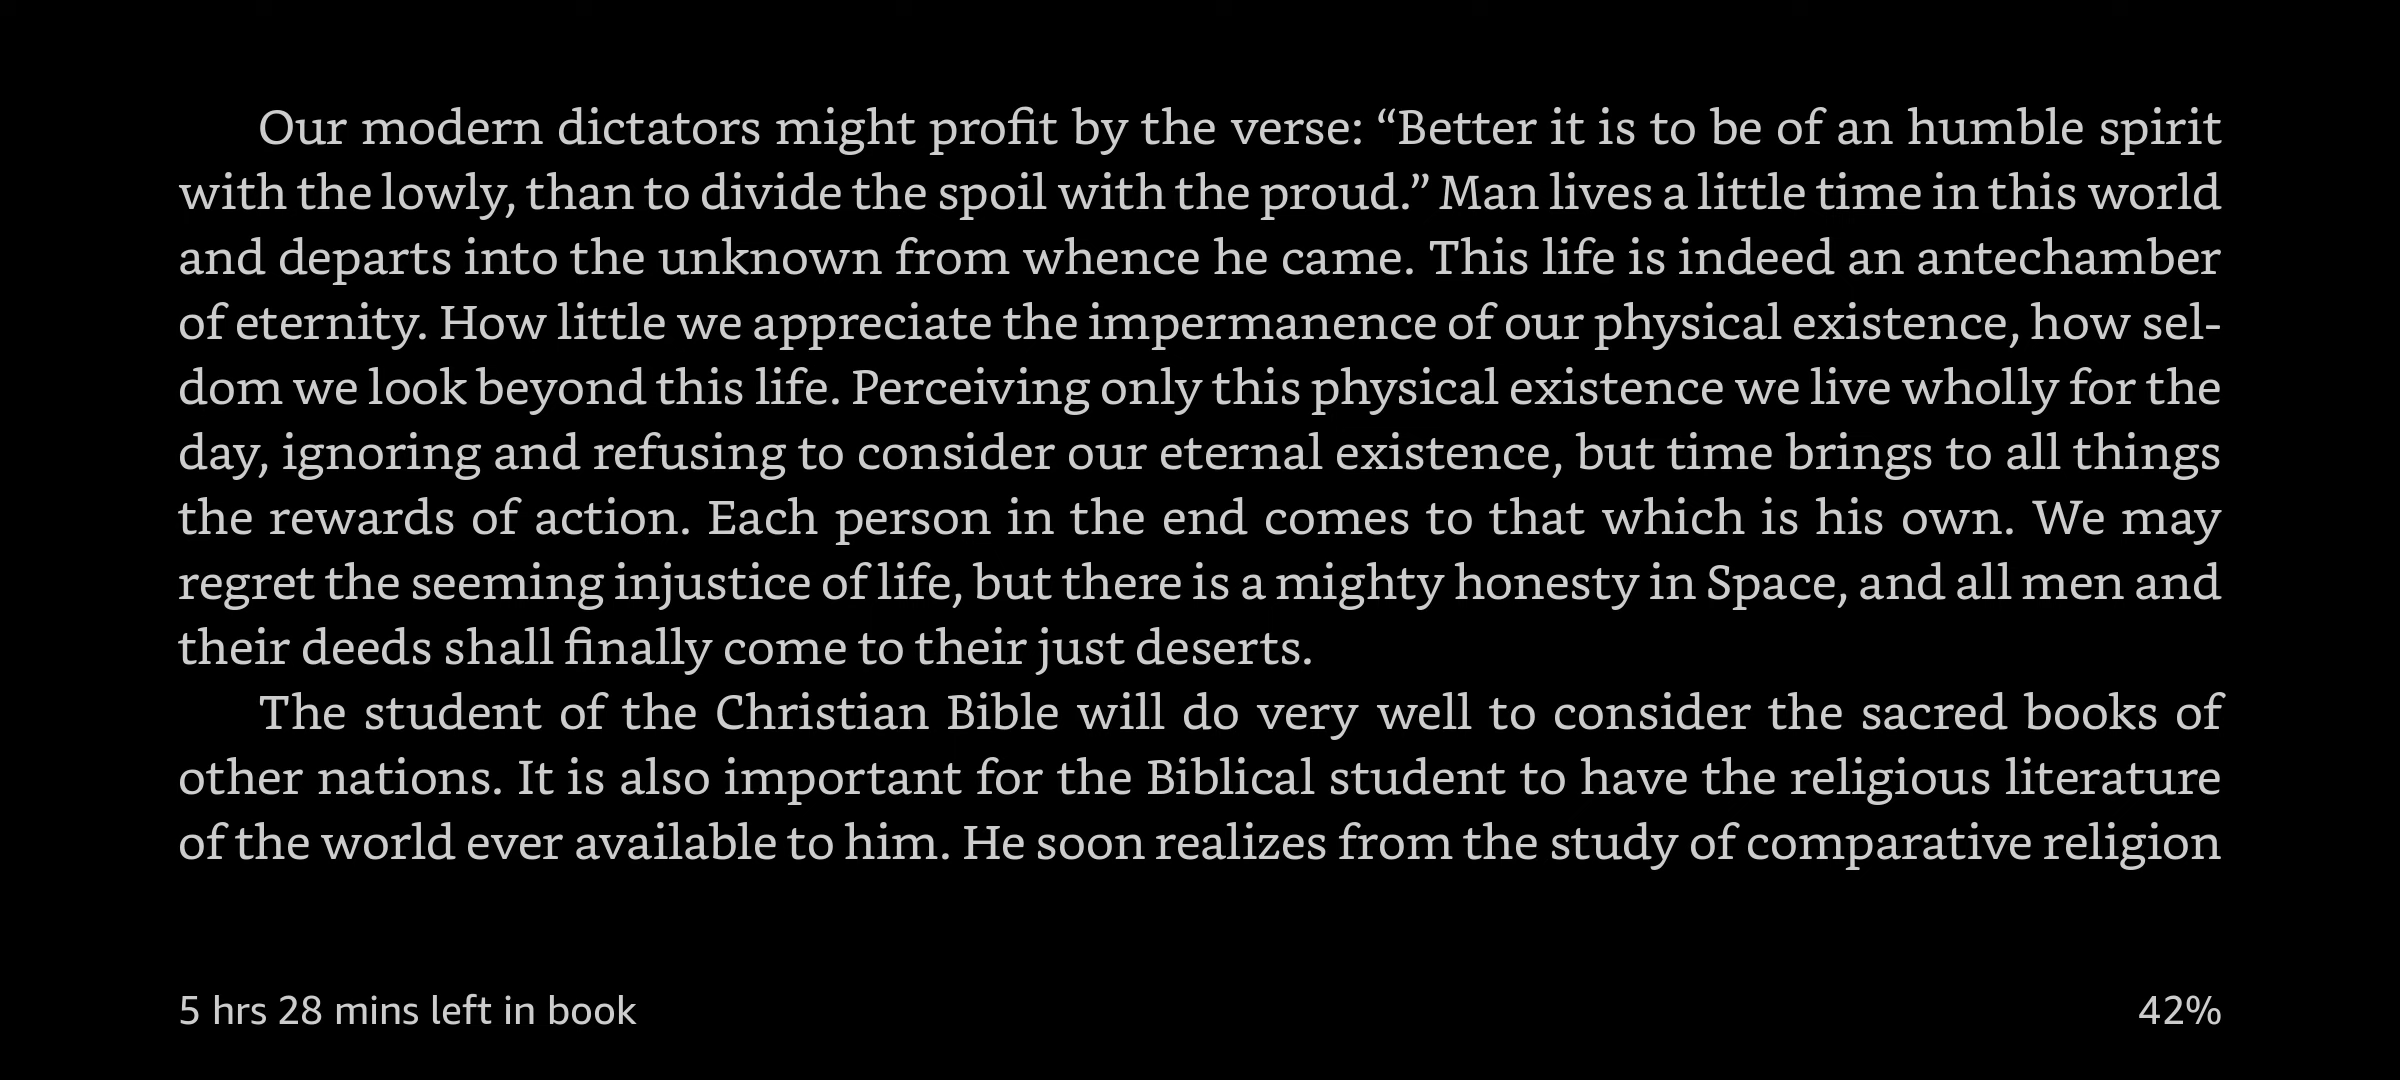 Our modern dictators might profit by the verse: “Better it is to be of an humble spirit
with the lowly, than to divide the spoil with the proud.” Man lives a little time in this world
and departs into the unknown from whence he came. This life is indeed an antechamber
of eternity. How little we appreciate the impermanence of our physical existence, how sel-
dom we look beyond this life. Perceiving only this physical existence we live wholly for the
day, ignoring and refusing to consider our eternal existence, but time brings to all things
the rewards of action. Each person in the end comes to that which is his own. We may
regret the seeming injustice of life, but there is a mighty honesty in Space, and all men and
their deeds shall finally come to their just deserts.
The student of the Christian Bible will do very well to consider the sacred books of
other nations. It is also important for the Biblical student to have the religious literature
of the world ever available to him. He soon realizes from the study of comparative religion
5 hrs 28 mins left in book
42%